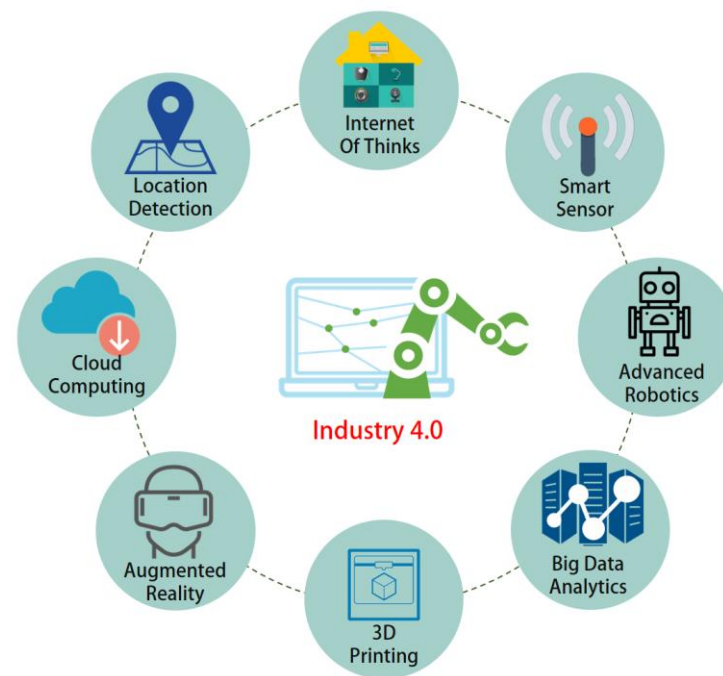 Internet
Of Thinks
Location
Detection
Smart
Sensor
Cloud
Computing
Advanced
Robotics
Industry 4.0
Augmented
Reality
Big Data
Analytics
3D
Printing